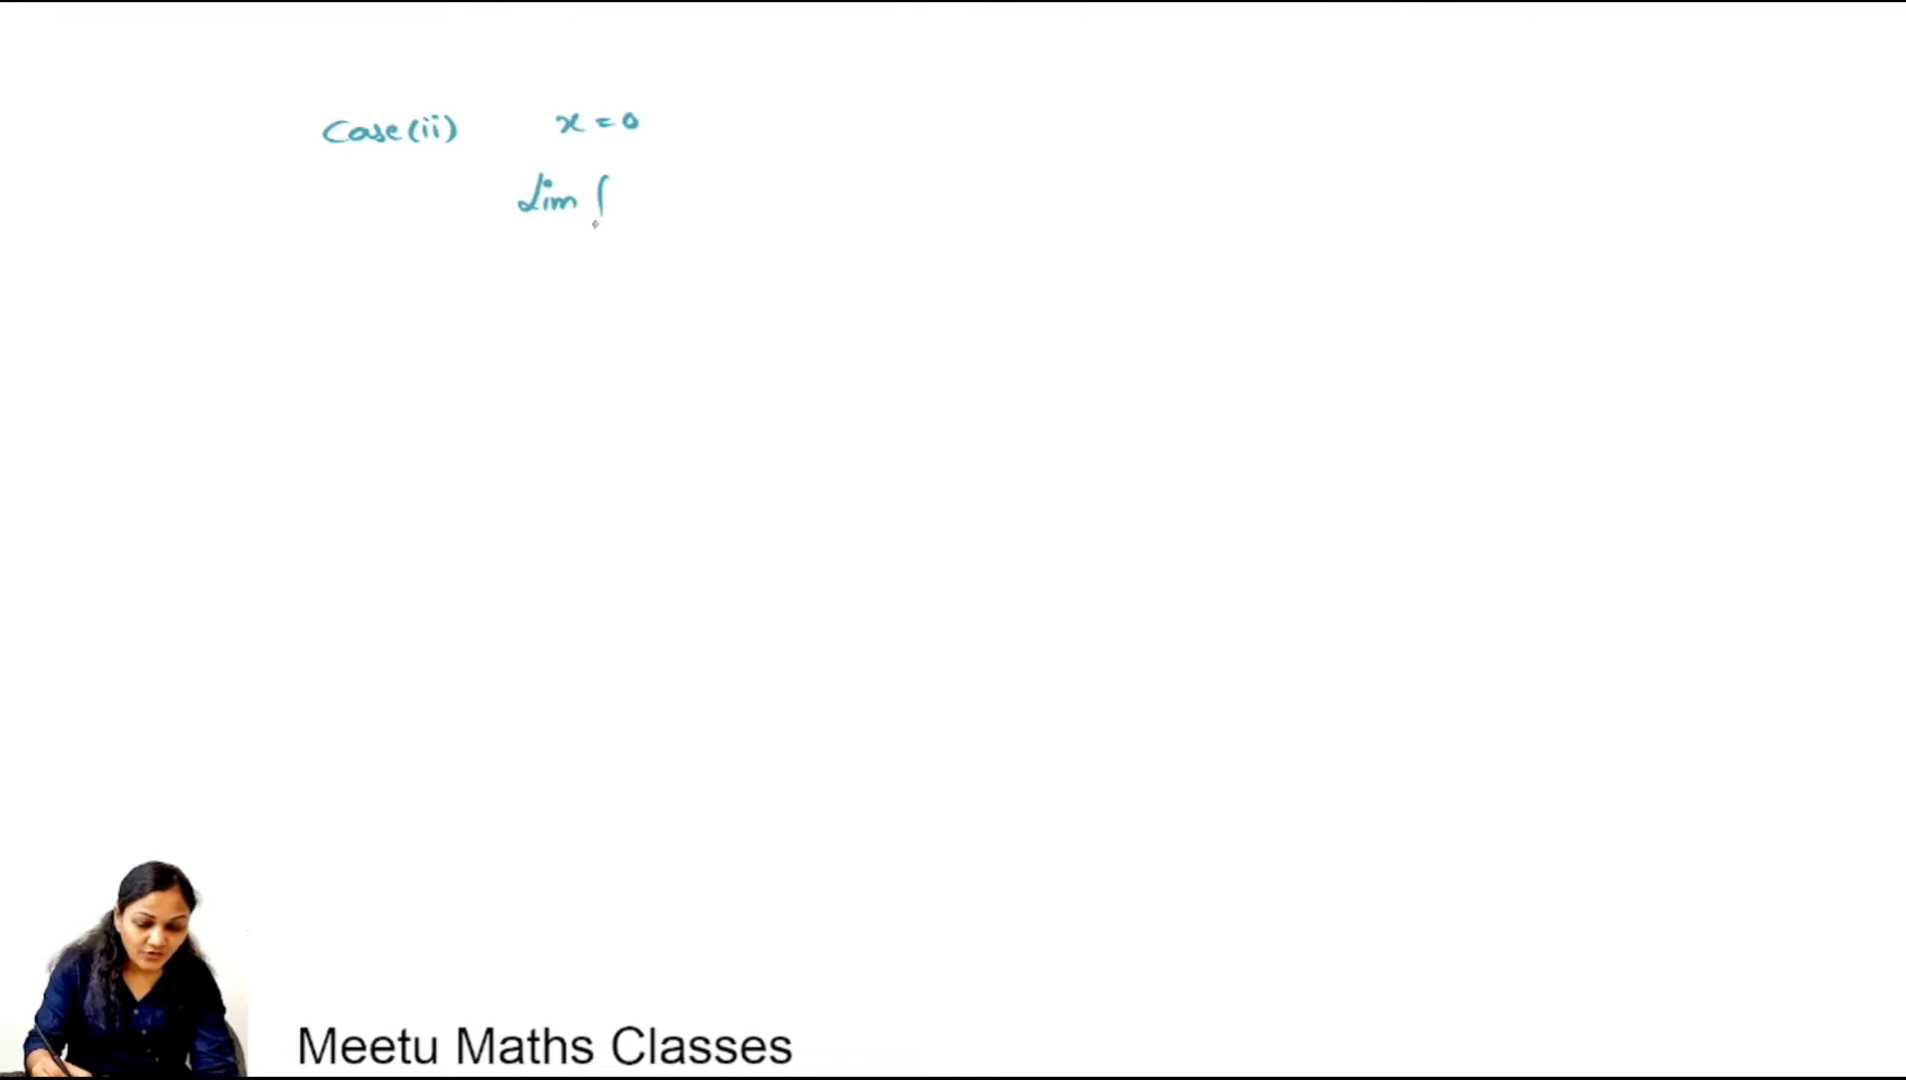 Case(ii) x = 0
Lim (
Meetu Maths Classes